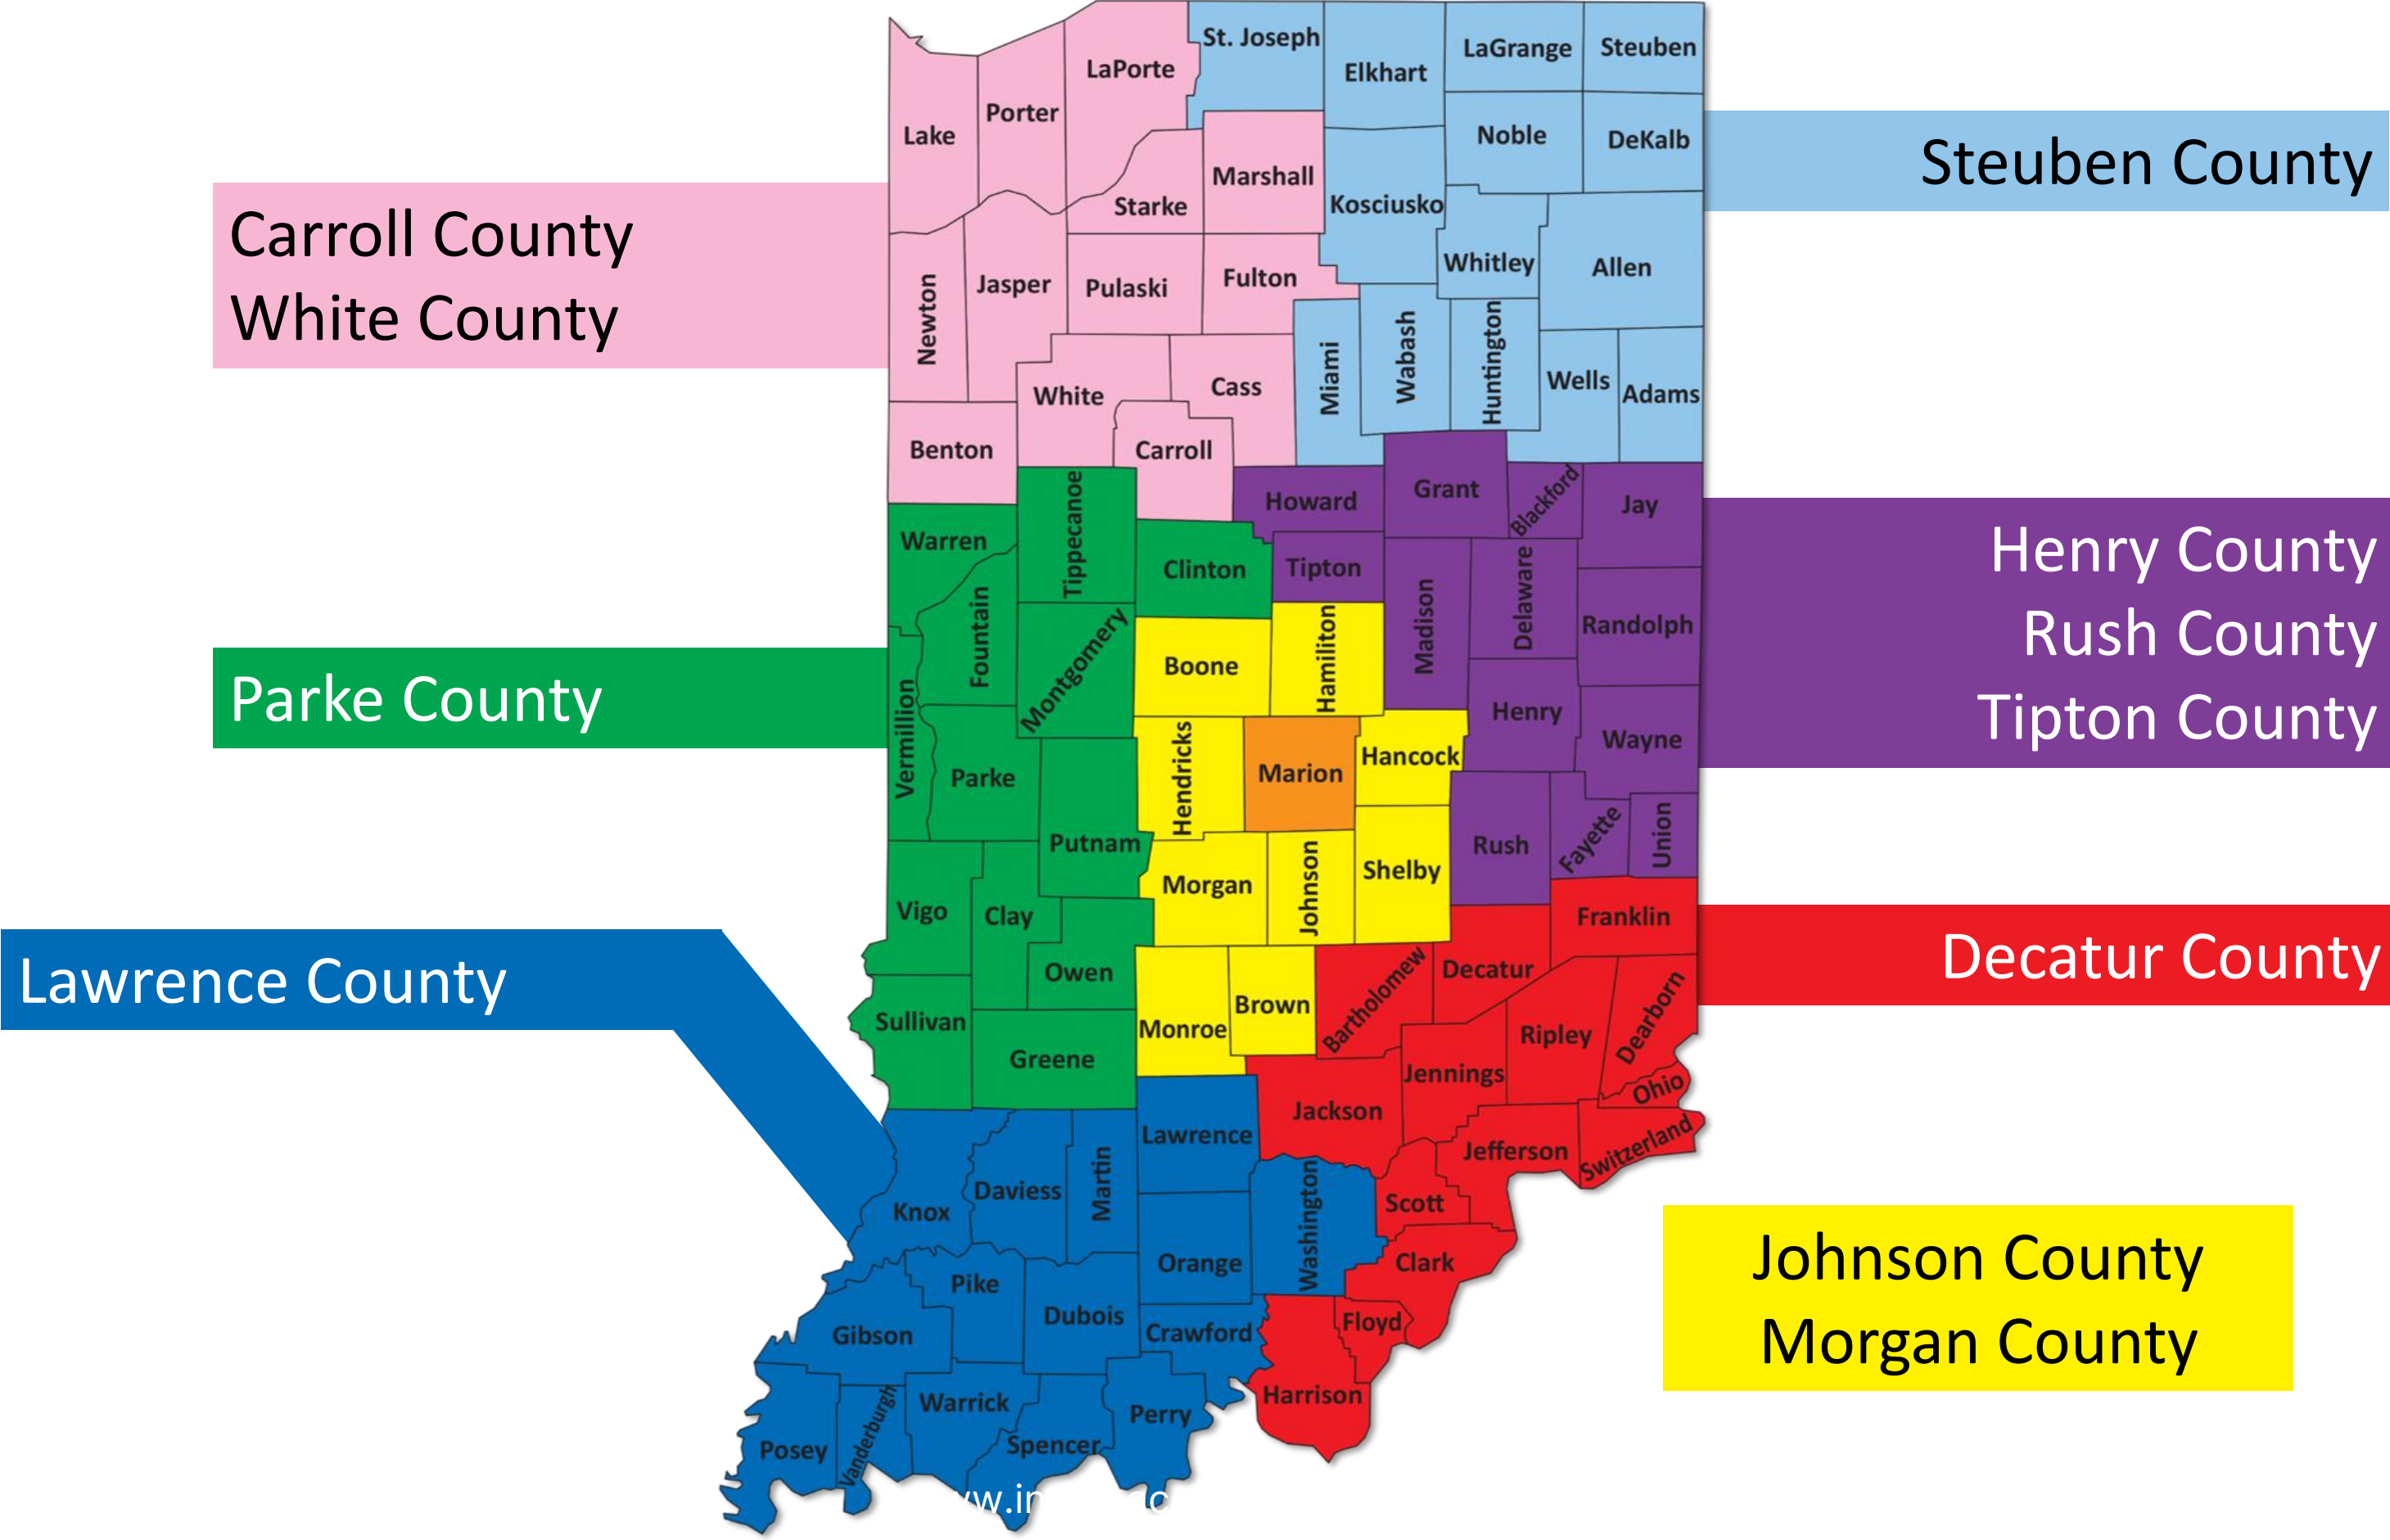 St. Joseph
Elkhart
LaGrange
Steuben
LaPorte
Porter
Lake
Noble
DeKalb
Steuben County
Marshall
Starke
Kosciusko
Carroll County
White County
Whitley
Allen
Newton
Jasper
Pulaski
Fulton
Miami
Wabash
Huntington
Wells
Adams
White
Cass
Benton
Carroll
Tippecanoe
Howard
Grant
Blackford
Jay
Warren
Clinton
Tipton
Henry County
Rush County
Tipton County
Fountain
Montgomery
Boone
Hamilton
Madison
Delaware
Randolph
Parke County
Vermillion
Parke
Hendricks
Marion
Hancock
Henry
Wayne
Putnam
Morgan
Johnson
Shelby
Rush
Fayette
Union
Vigo
Clay
Owen
Franklin
Decatur
Decatur County
Lawrence County
Sullivan
Greene
Monroe
Brown
Bartholomew
Jennings
Ripley
Dearborn
Ohio
Lawrence
Jackson
Jefferson
Switzerland
Knox
Daviess
Martin
Orange
Washington
Scott
Clark
Johnson County
Morgan County
Gibson
Pike
Dubois
Crawford
Floyd
Harrison
Posey
Vanderburgh
Warrick
Spencer
Perry